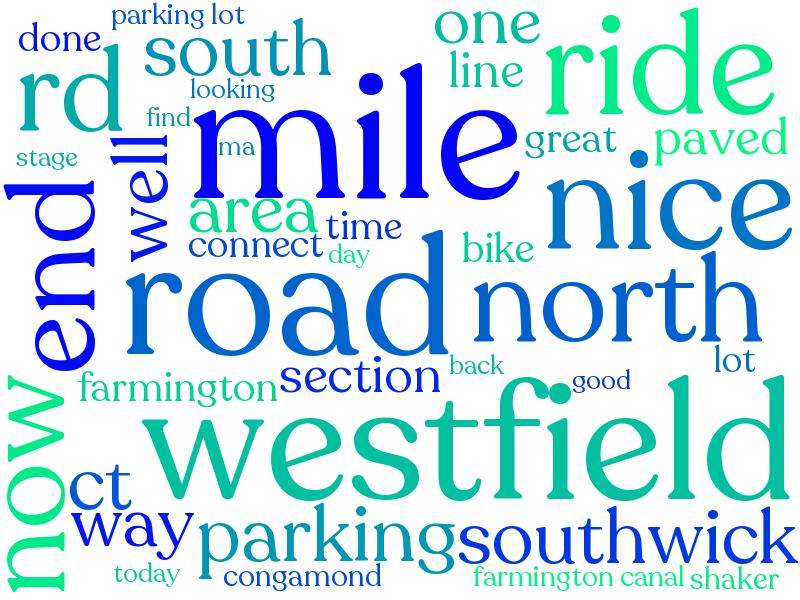 parking lot
one
ride
done
south
line
rd
looking
mile
find
ma
great
paved
stage
well
nice
end
area
time
connect
day
bike
road
north
section
back
lot
good
farmington
now
westfield
ct
way
parking
southwick
today
congamond
farmington canal
shaker